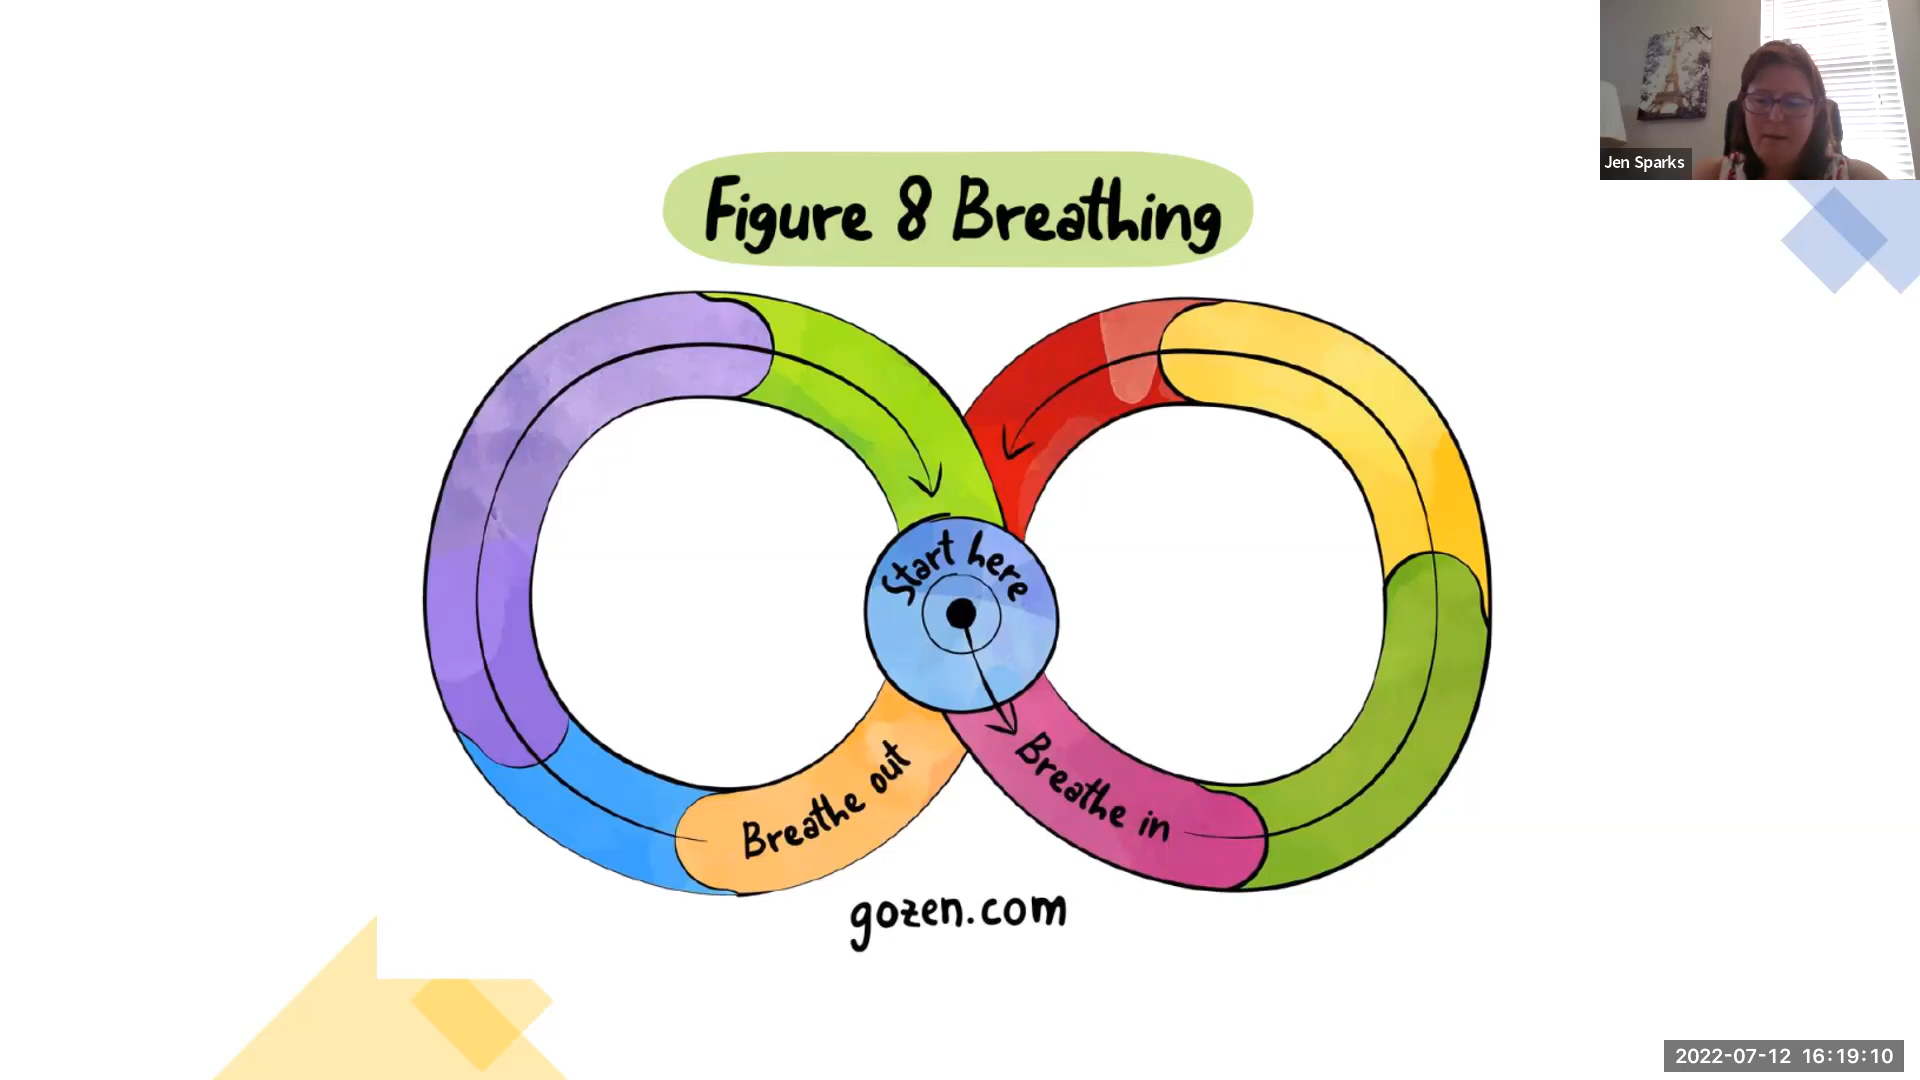 Jen Sparks
Figure 8 Breathing
Start here
Breathe out
Breathe in
gozen.com
2022-07-12 16:19:10